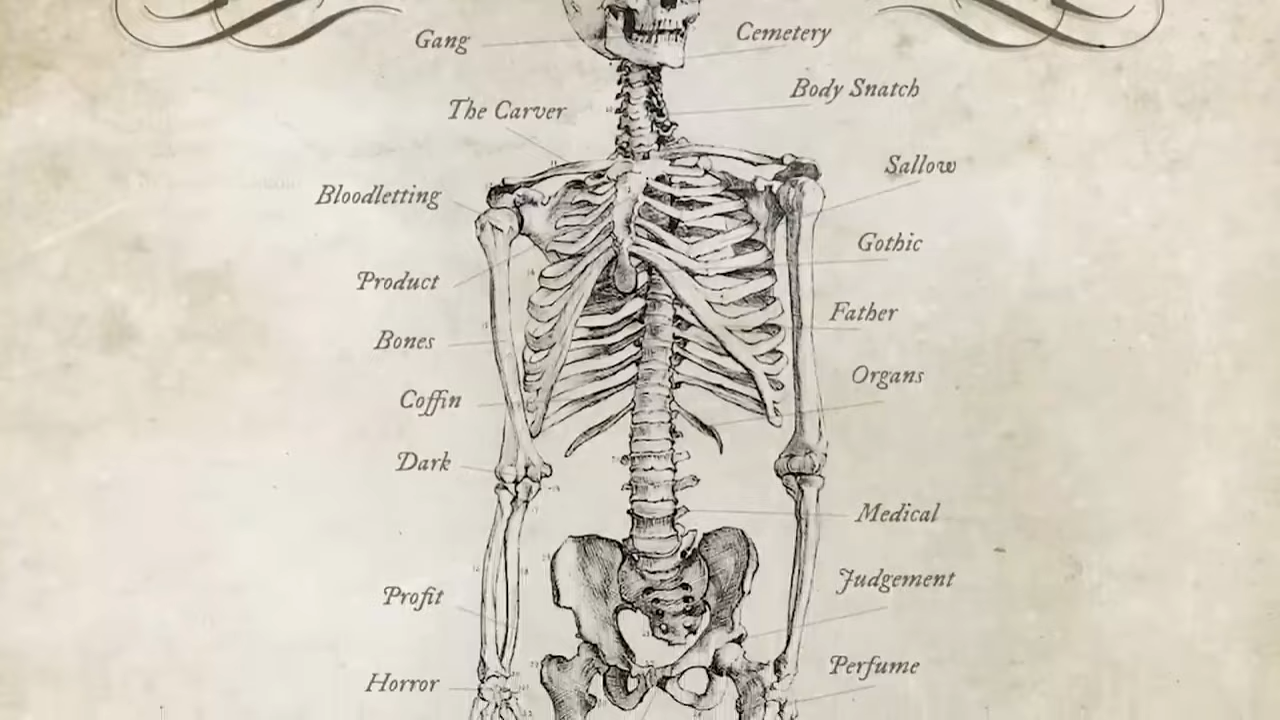 Gang
Cemetery
Body Snatch
The Carver
Sallow
Bloodletting
Gothic
Product
Father
Bones
Organs
Coffin
Dark
Medical
Judgement
Profit
Perfume
Horror